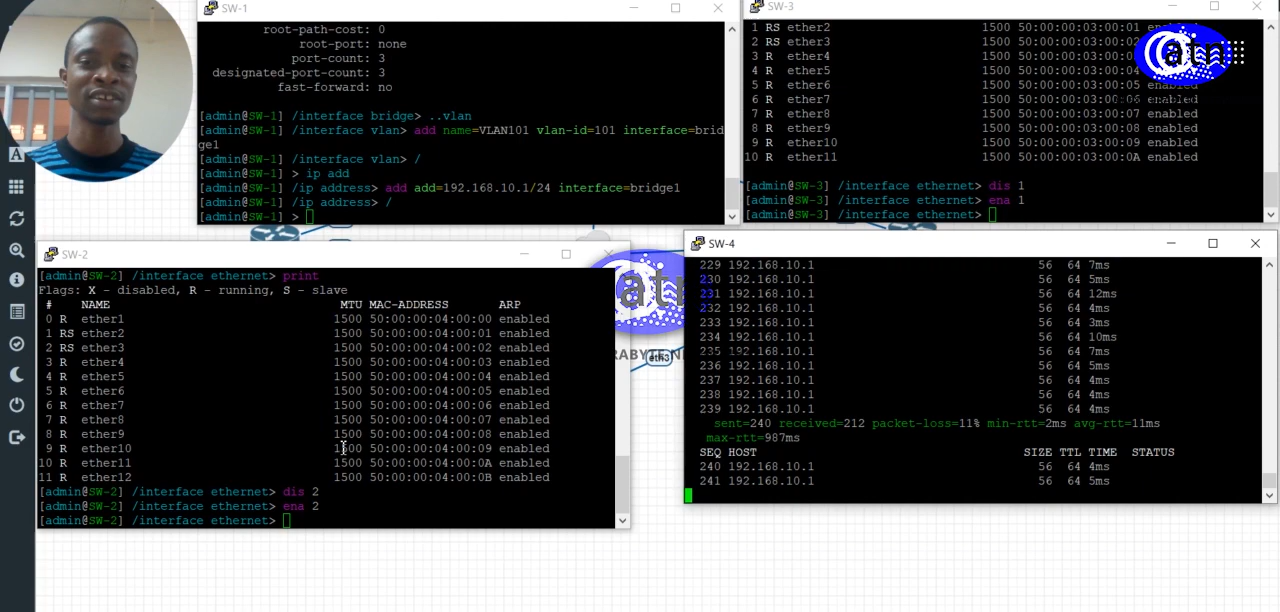 SW-1
root-path-cost: 0
root-port: none
port-count: 3
designated-port-count: 3
fast-forward: no
[admin@SW-1] /interface bridge> ..vlan
[admin@SW-1] /interface vlan> add name=VLAN101 vlan-id=101 interface=brid
ge1
[admin@SW-1] /interface vlan> /
[admin@SW-1] > ip add
[admin@SW-1] /ip address> add add=192.168.10.1/24 interface=bridge1
[admin@SW-1] /ip address> /
[admin@SW-1] >
SW-3
1 RS ether2 1500 50:00:00:03:00:01 enabled
2 RS ether3 1500 50:00:00:03:00:02 enabled
3 R ether4 1500 50:00:00:03:00:03 enabled
4 R ether5 1500 50:00:00:03:00:04 enabled
5 R ether6 1500 50:00:00:03:00:05 enabled
6 R ether7 1500 50:00:00:03:00:06 enabled
7 R ether8 1500 50:00:00:03:00:07 enabled
8 R ether9 1500 50:00:00:03:00:08 enabled
9 R ether10 1500 50:00:00:03:00:09 enabled
10 R ether11 1500 50:00:00:03:00:0A enabled
[admin@SW-3] /interface ethernet> dis 1
[admin@SW-3] /interface ethernet> ena 1
[admin@SW-3] /interface ethernet>
atn
SW-2
[admin@SW-2] /interface ethernet> print
Flags: X - disabled, R - running, S - slave
# NAME MTU MAC-ADDRESS ARP
0 R ether1 1500 50:00:00:04:00:00 enabled
1 RS ether2 1500 50:00:00:04:00:01 enabled
2 RS ether3 1500 50:00:00:04:00:02 enabled
3 R ether4 1500 50:00:00:04:00:03 enabled
4 R ether5 1500 50:00:00:04:00:04 enabled
5 R ether6 1500 50:00:00:04:00:05 enabled
6 R ether7 1500 50:00:00:04:00:06 enabled
7 R ether8 1500 50:00:00:04:00:07 enabled
8 R ether9 1500 50:00:00:04:00:08 enabled
9 R ether10 1500 50:00:00:04:00:09 enabled
10 R ether11 1500 50:00:00:04:00:0A enabled
11 R ether12 1500 50:00:00:04:00:0B enabled
[admin@SW-2] /interface ethernet> dis 2
[admin@SW-2] /interface ethernet> ena 2
[admin@SW-2] /interface ethernet>
atn
eth3
SW-4
229 192.168.10.1 56 64 7ms
230 192.168.10.1 56 64 5ms
231 192.168.10.1 56 64 12ms
232 192.168.10.1 56 64 4ms
233 192.168.10.1 56 64 3ms
234 192.168.10.1 56 64 10ms
235 192.168.10.1 56 64 7ms
236 192.168.10.1 56 64 5ms
237 192.168.10.1 56 64 4ms
238 192.168.10.1 56 64 4ms
239 192.168.10.1 56 64 4ms
sent=240 received=212 packet-loss=11% min-rtt=2ms avg-rtt=11ms
max-rtt=987ms
SEQ HOST SIZE TTL TIME STATUS
240 192.168.10.1 56 64 4ms
241 192.168.10.1 56 64 5ms